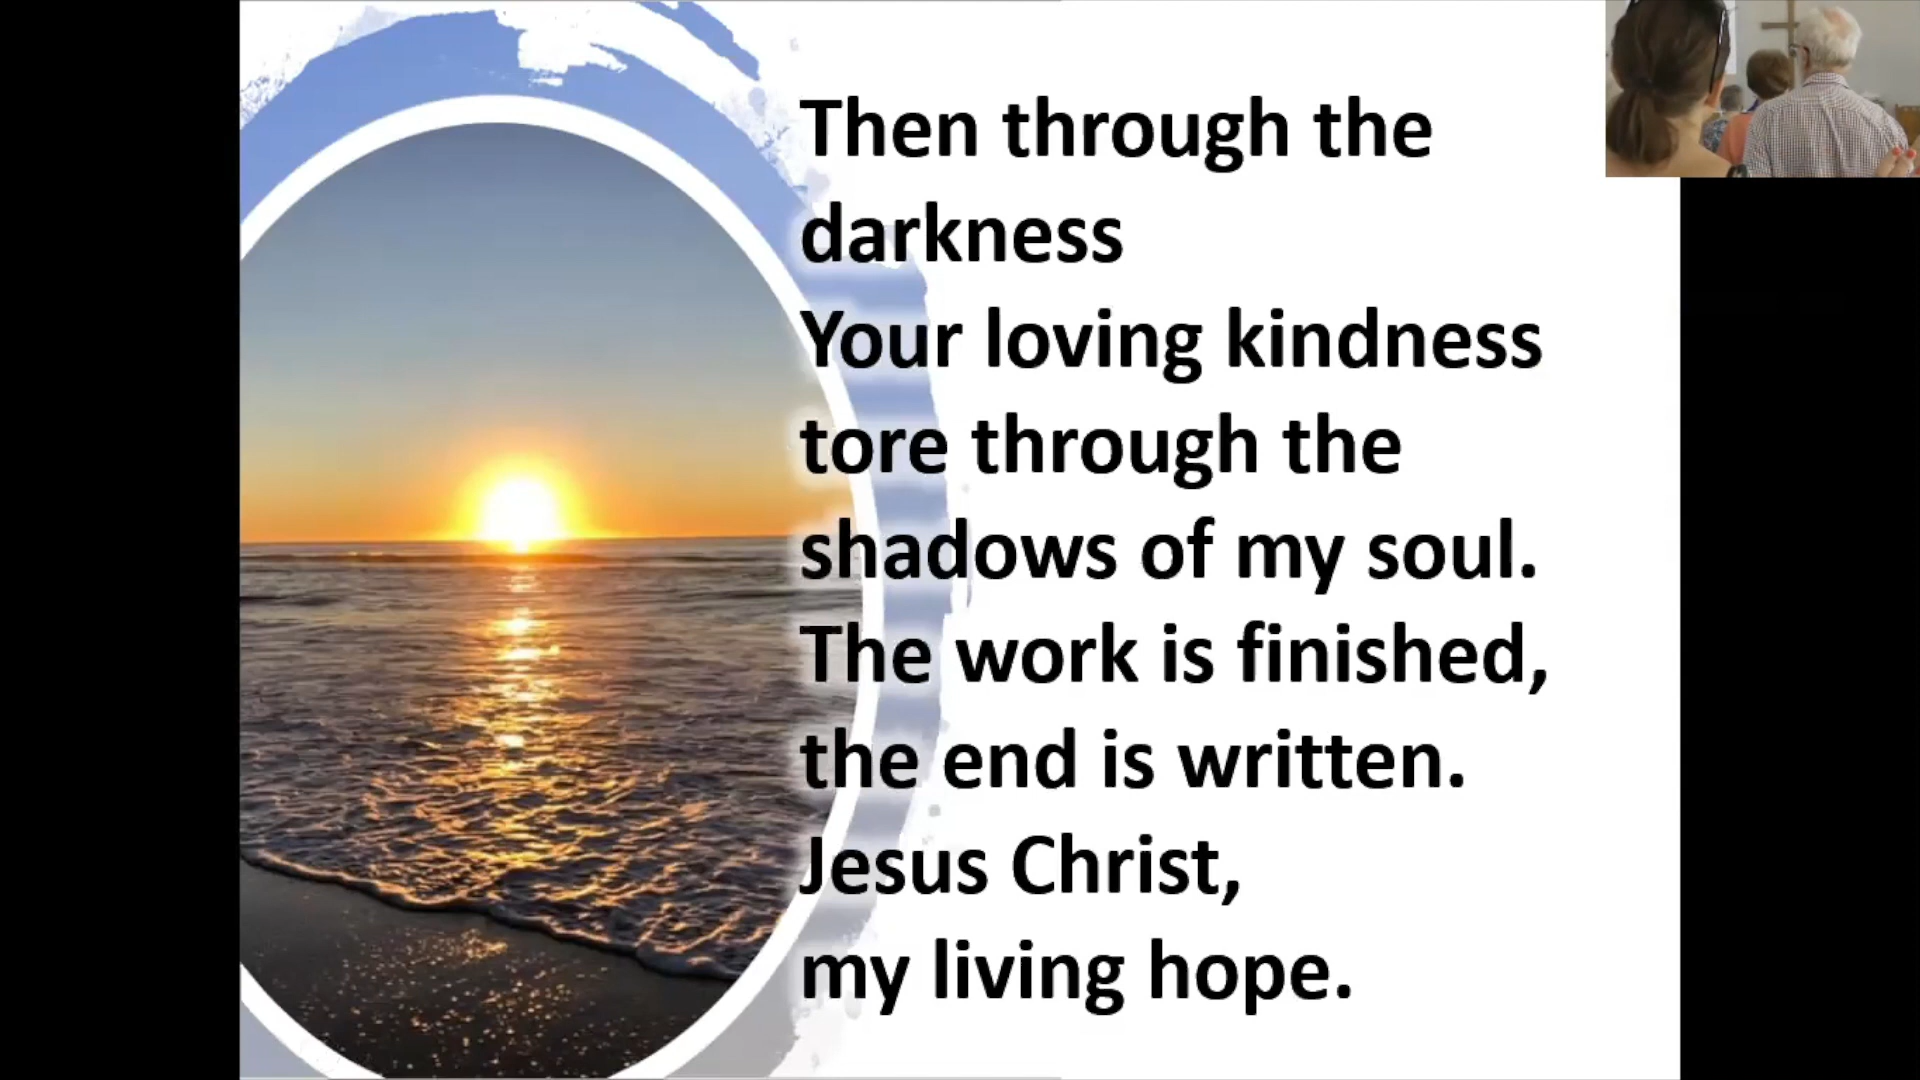 Then through the
darkness
Your loving kindness
tore through the
shadows of my soul.
The work is finished,
the end is written.
Jesus Christ,
my living hope.